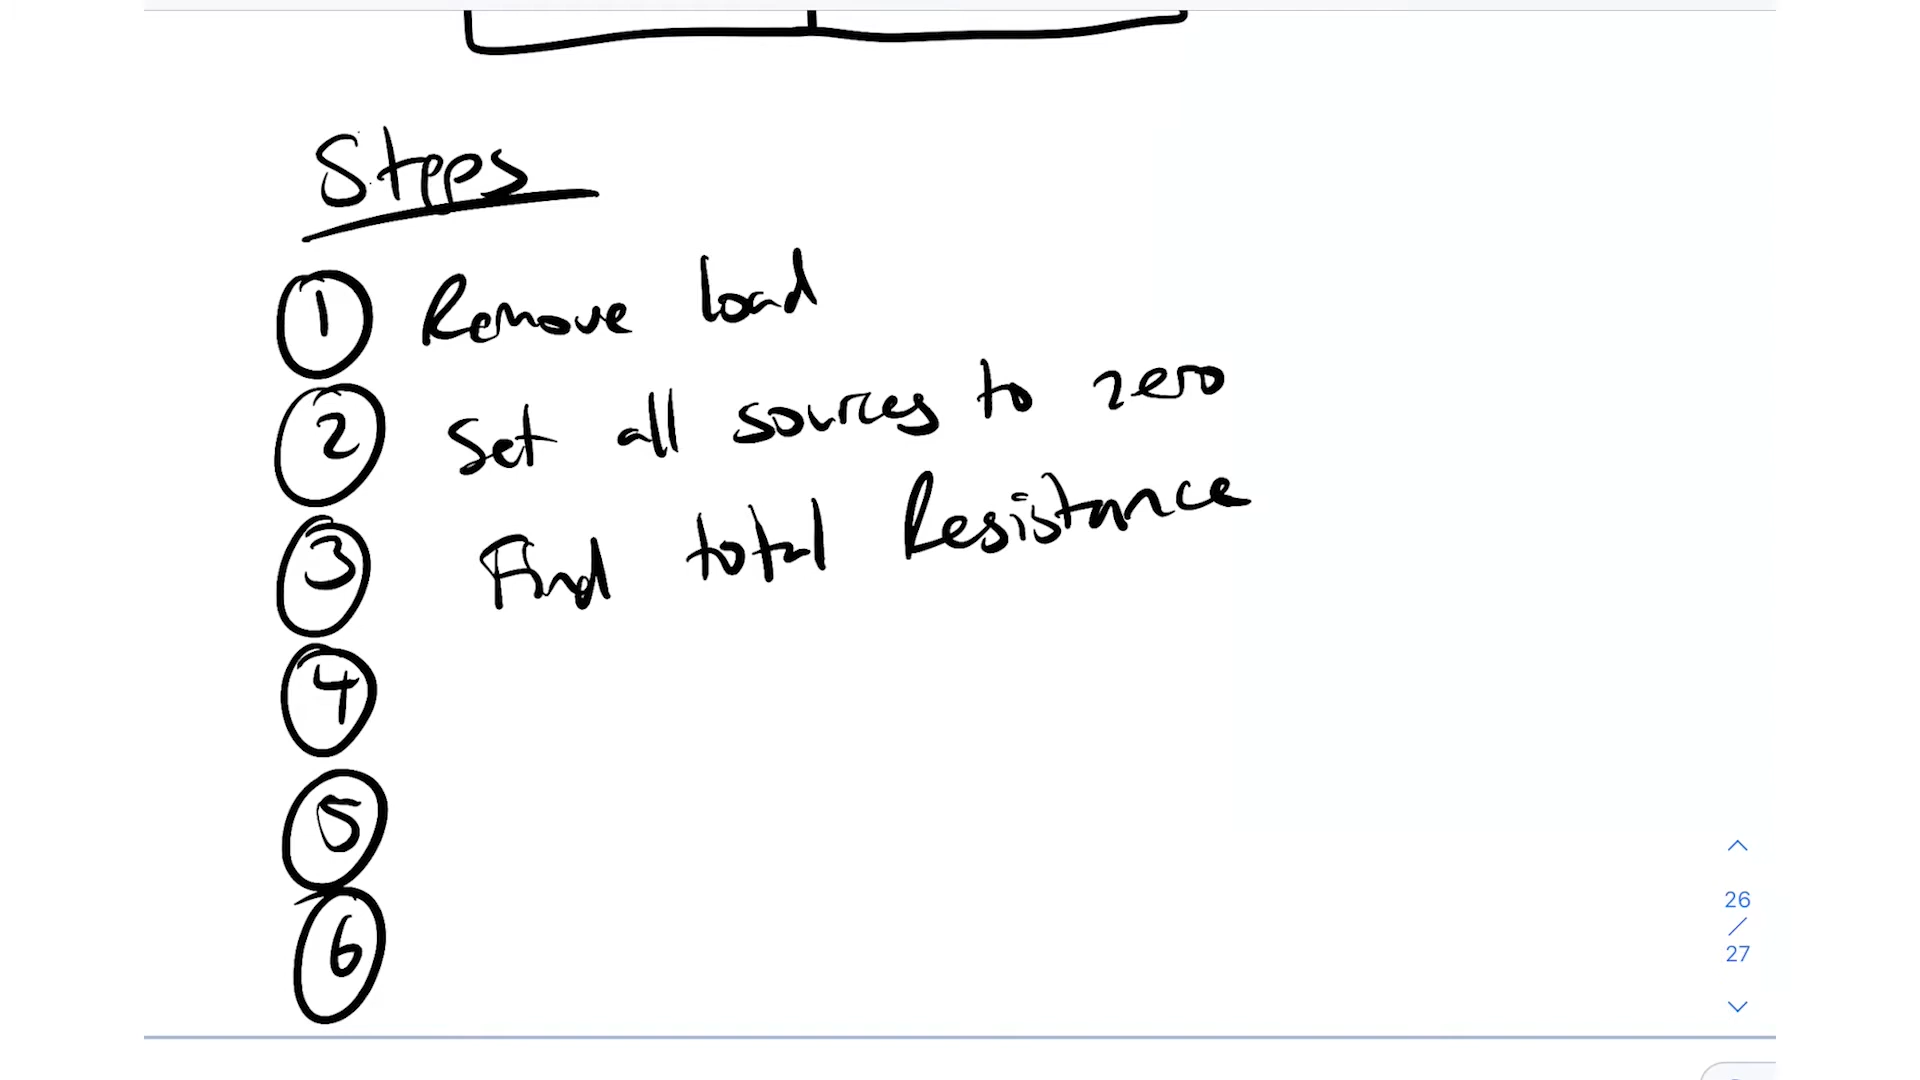 Steps
1 Remove load
2 Set all sources to zero
3 Find total Resistance
4
5
6
26
/
27